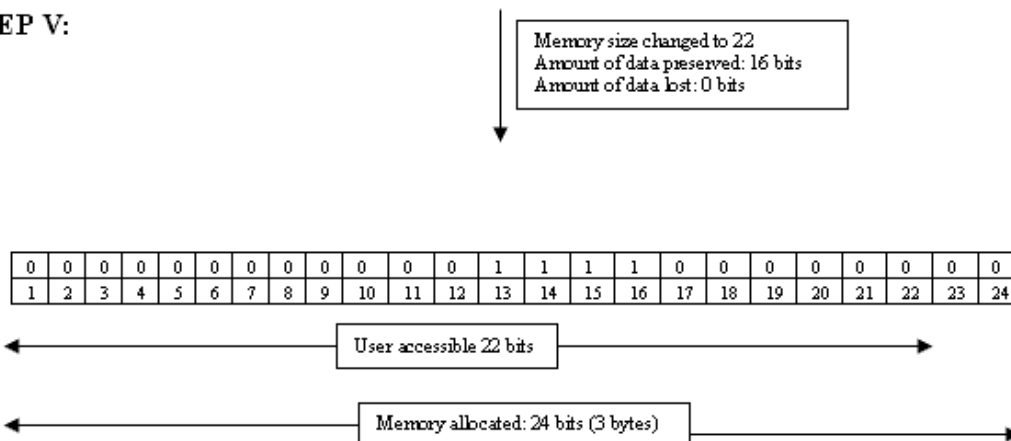 EP V:
Memory size changed to 22
Amount of data preserved: 16 bits
Amount of data lost: 0 bits
0 0 0 0 0 0 0 0 0 0 0 0 1 1 1 1 0 0 0 0 0 0 0 0
1 2 3 4 5 6 7 8 9 10 11 12 13 14 15 16 17 18 19 20 21 22 23 24
User accessible 22 bits
Memory allocated: 24 bits (3 bytes)